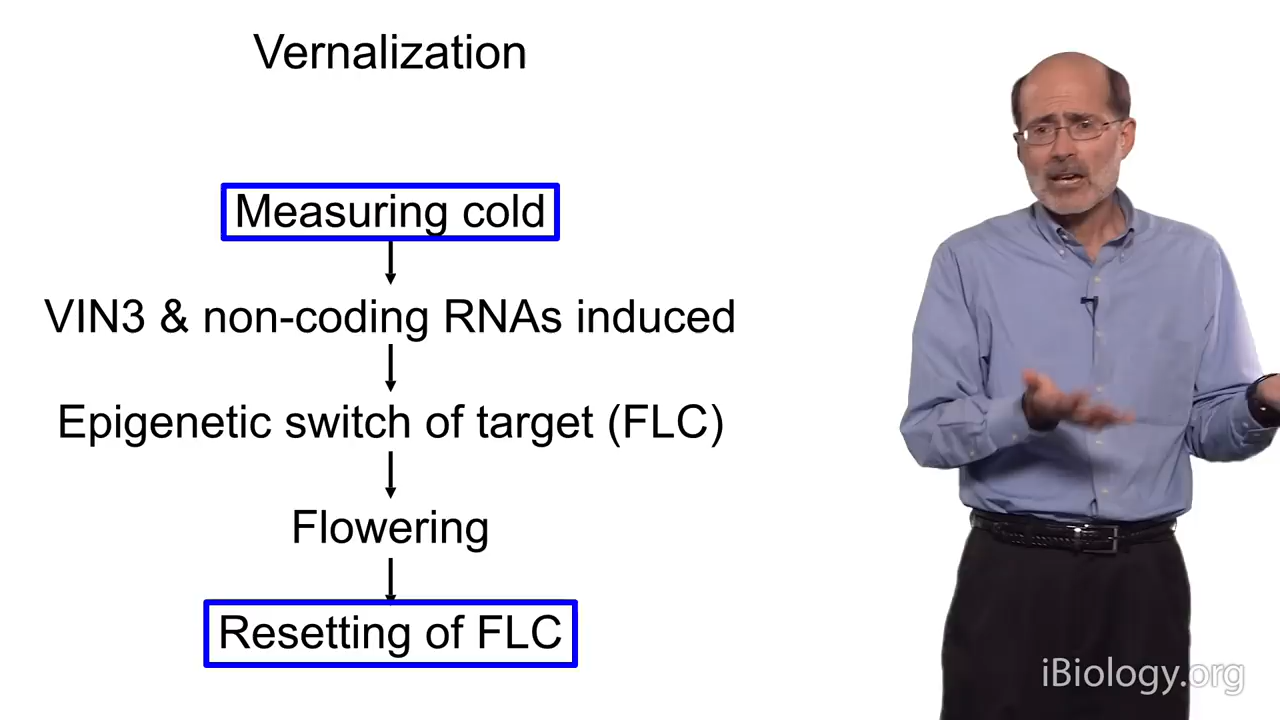 Vernalization
Measuring cold
VIN3 & non-coding RNAs induced
Epigenetic switch of target (FLC)
Flowering
Resetting of FLC
iBiology.org